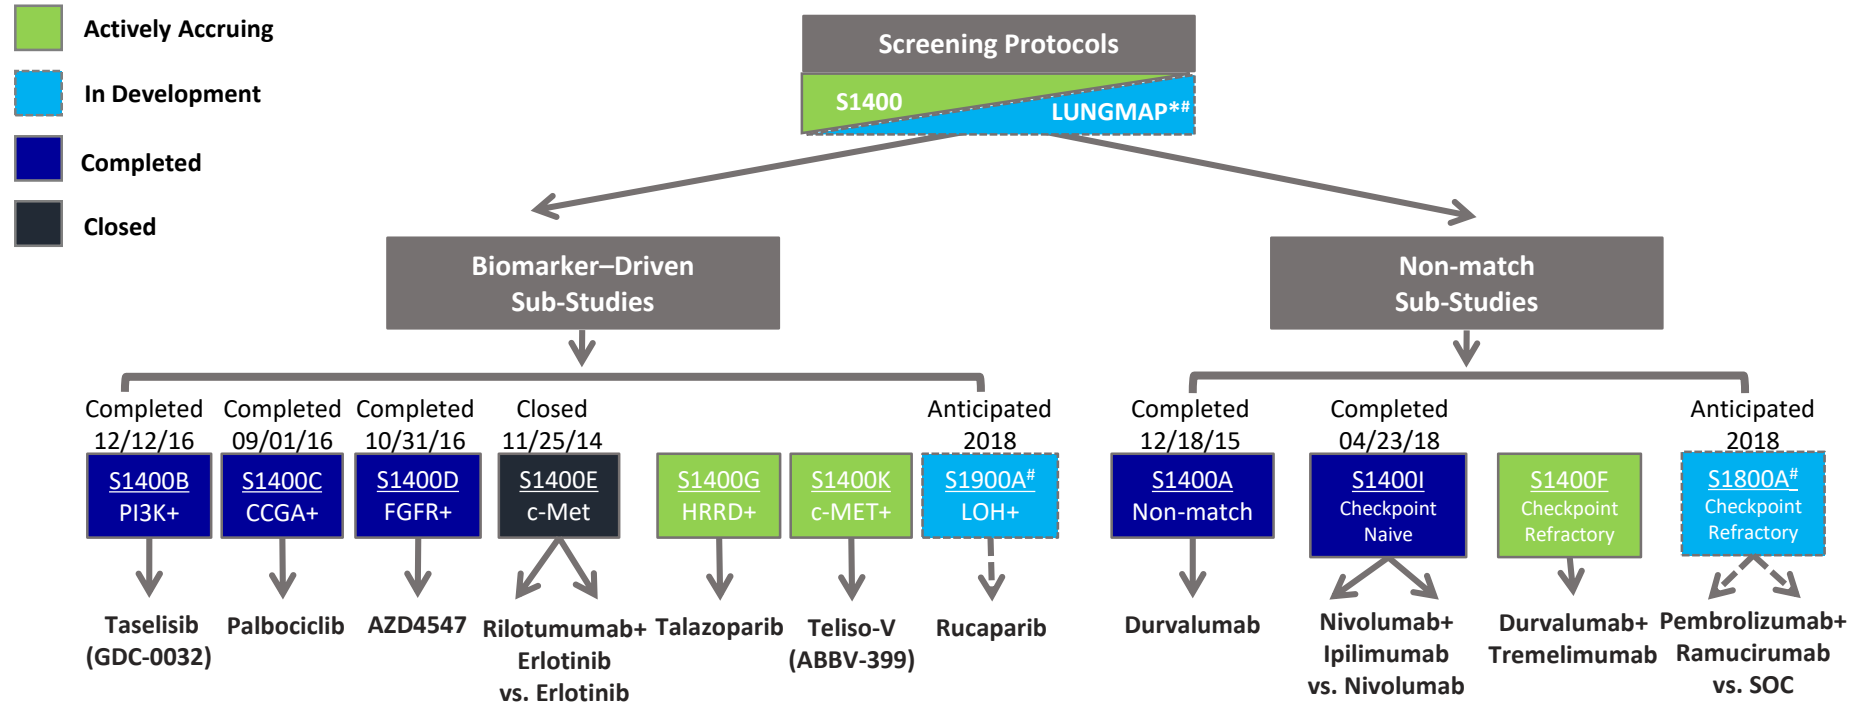 Actively Accruing
In Development
Completed
Closed
Screening Protocols
S1400
LUNGMAP*#
Biomarker–Driven
Sub-Studies
Non-match
Sub-Studies
Completed
12/12/16
S1400B
PI3K+
Taselisib
(GDC-0032)
Completed
09/01/16
S1400C
CCGA+
Palbociclib
Completed
10/31/16
S1400D
FGFR+
AZD4547
Closed
11/25/14
S1400E
c-Met
Rilotumumab+
Erlotinib
vs. Erlotinib
S1400G
HRRD+
Talazoparib
S1400K
c-MET+
Teliso-V
(ABBV-399)
Anticipated
2018
S1900A#
LOH+
Rucaparib
Completed
12/18/15
S1400A
Non-match
Durvalumab
Completed
04/23/18
S1400I
Checkpoint
Naive
Nivolumab+
Ipilimumab
vs. Nivolumab
S1400F
Checkpoint
Refractory
Durvalumab+
Tremelimumab
Anticipated
2018
S1800A#
Checkpoint
Refractory
Pembrolizumab+
Ramucirumab
vs. SOC